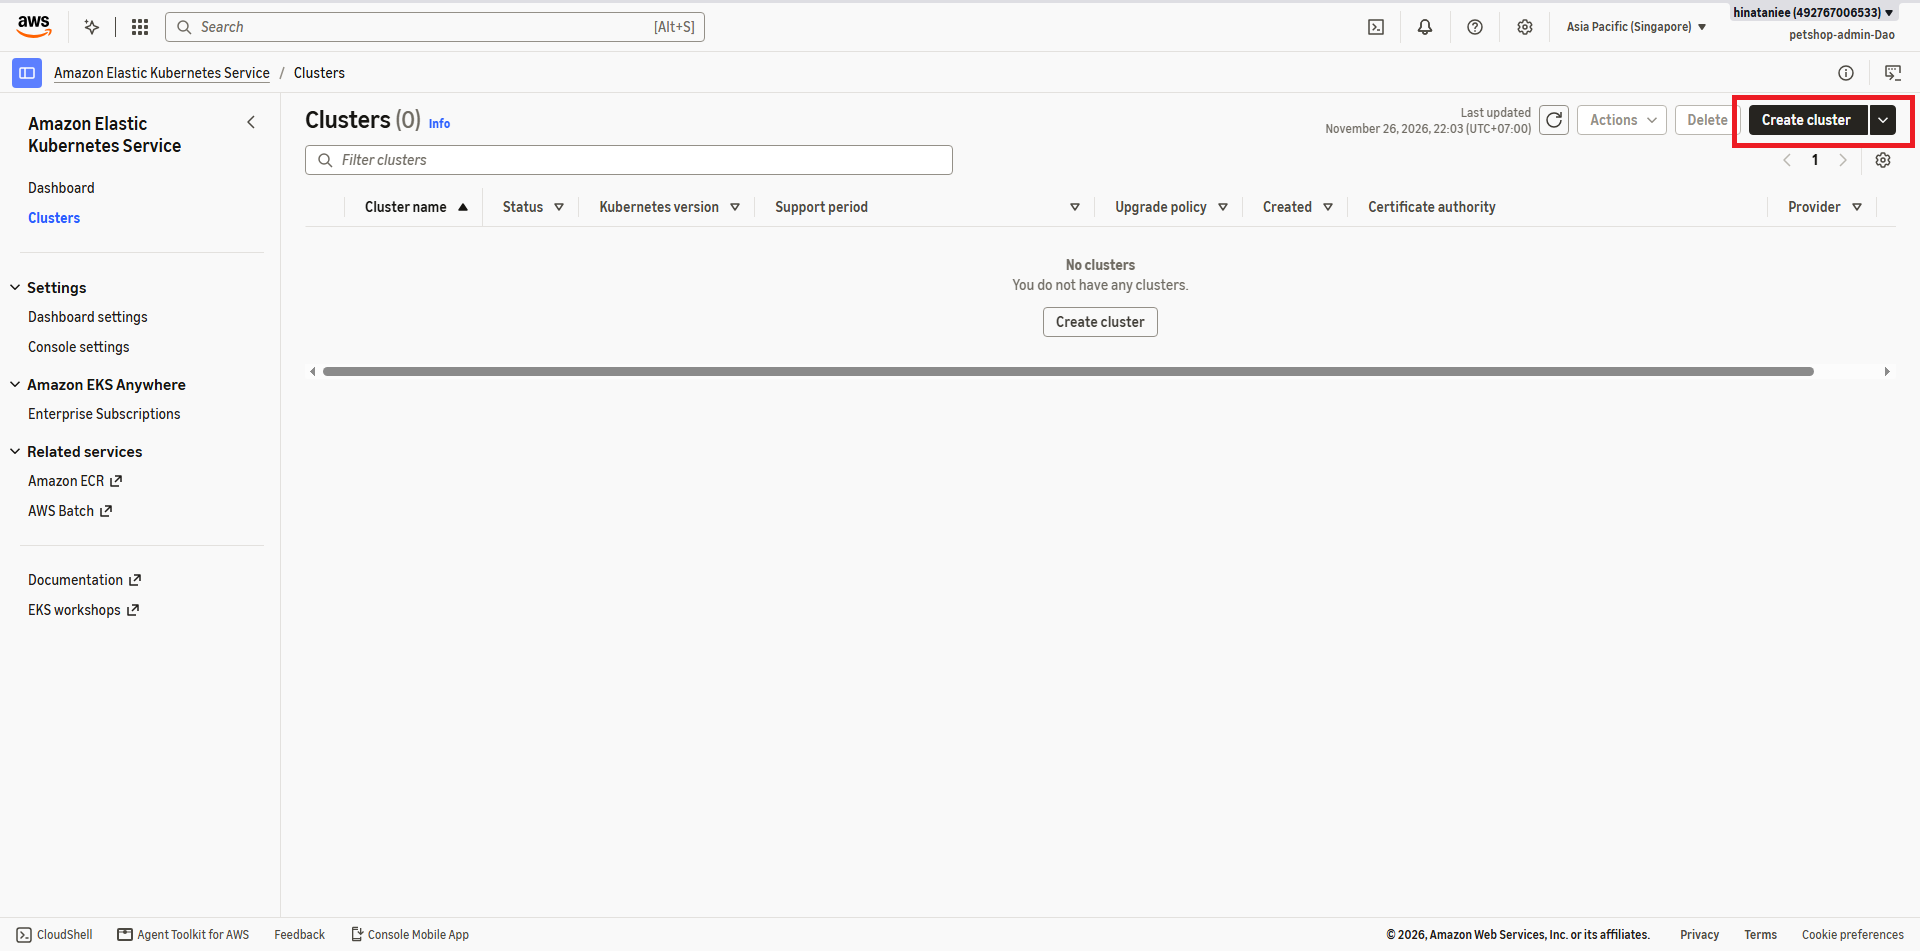 aws
Search [Alt+S]
Asia Pacific (Singapore)
hinataniee (492767006533)
petshop-admin-Dao
Amazon Elastic Kubernetes Service / Clusters
Amazon Elastic
Kubernetes Service
Dashboard
Clusters
Settings
Dashboard settings
Console settings
Amazon EKS Anywhere
Enterprise Subscriptions
Related services
Amazon ECR
AWS Batch
Documentation
EKS workshops
Clusters (0) Info
Last updated
November 26, 2026, 22:03 (UTC+07:00)
Actions
Delete
Create cluster
Filter clusters
1
Cluster name Status Kubernetes version Support period Upgrade policy Created Certificate authority Provider
No clusters
You do not have any clusters.
Create cluster
CloudShell Agent Toolkit for AWS Feedback Console Mobile App
© 2026, Amazon Web Services, Inc. or its affiliates. Privacy Terms Cookie preferences